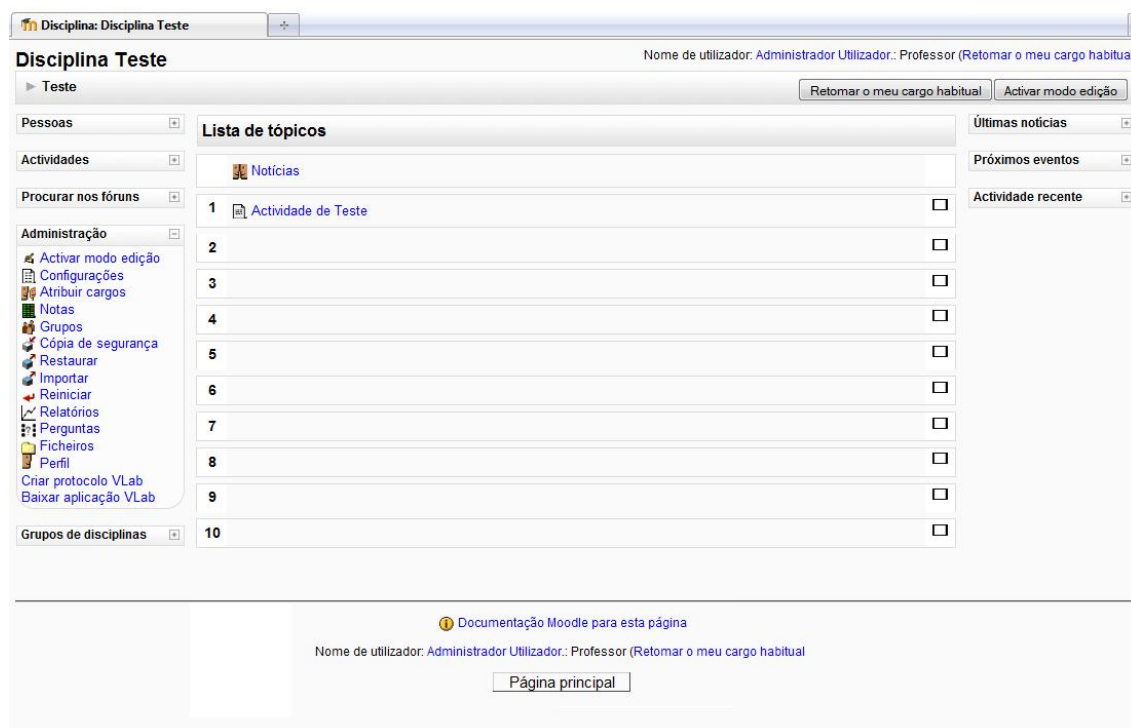 Disciplina: Disciplina Teste
Disciplina Teste
Nome de utilizador: Administrador Utilizador.: Professor (Retomar o meu cargo habitua
Teste
Retomar o meu cargo habitual
Activar modo edição
Pessoas
Actividades
Procurar nos fóruns
Administração
Activar modo edição
Configurações
Atribuir cargos
Notas
Grupos
Cópia de segurança
Restaurar
Importar
Reiniciar
Relatórios
Perguntas
Ficheiros
Perfil
Criar protocolo VLab
Baixar aplicação VLab
Grupos de disciplinas
Lista de tópicos
Notícias
1 Actividade de Teste
2
3
4
5
6
7
8
9
10
Últimas notícias
Próximos eventos
Actividade recente
Documentação Moodle para esta página
Nome de utilizador: Administrador Utilizador.: Professor (Retomar o meu cargo habitual
Página principal